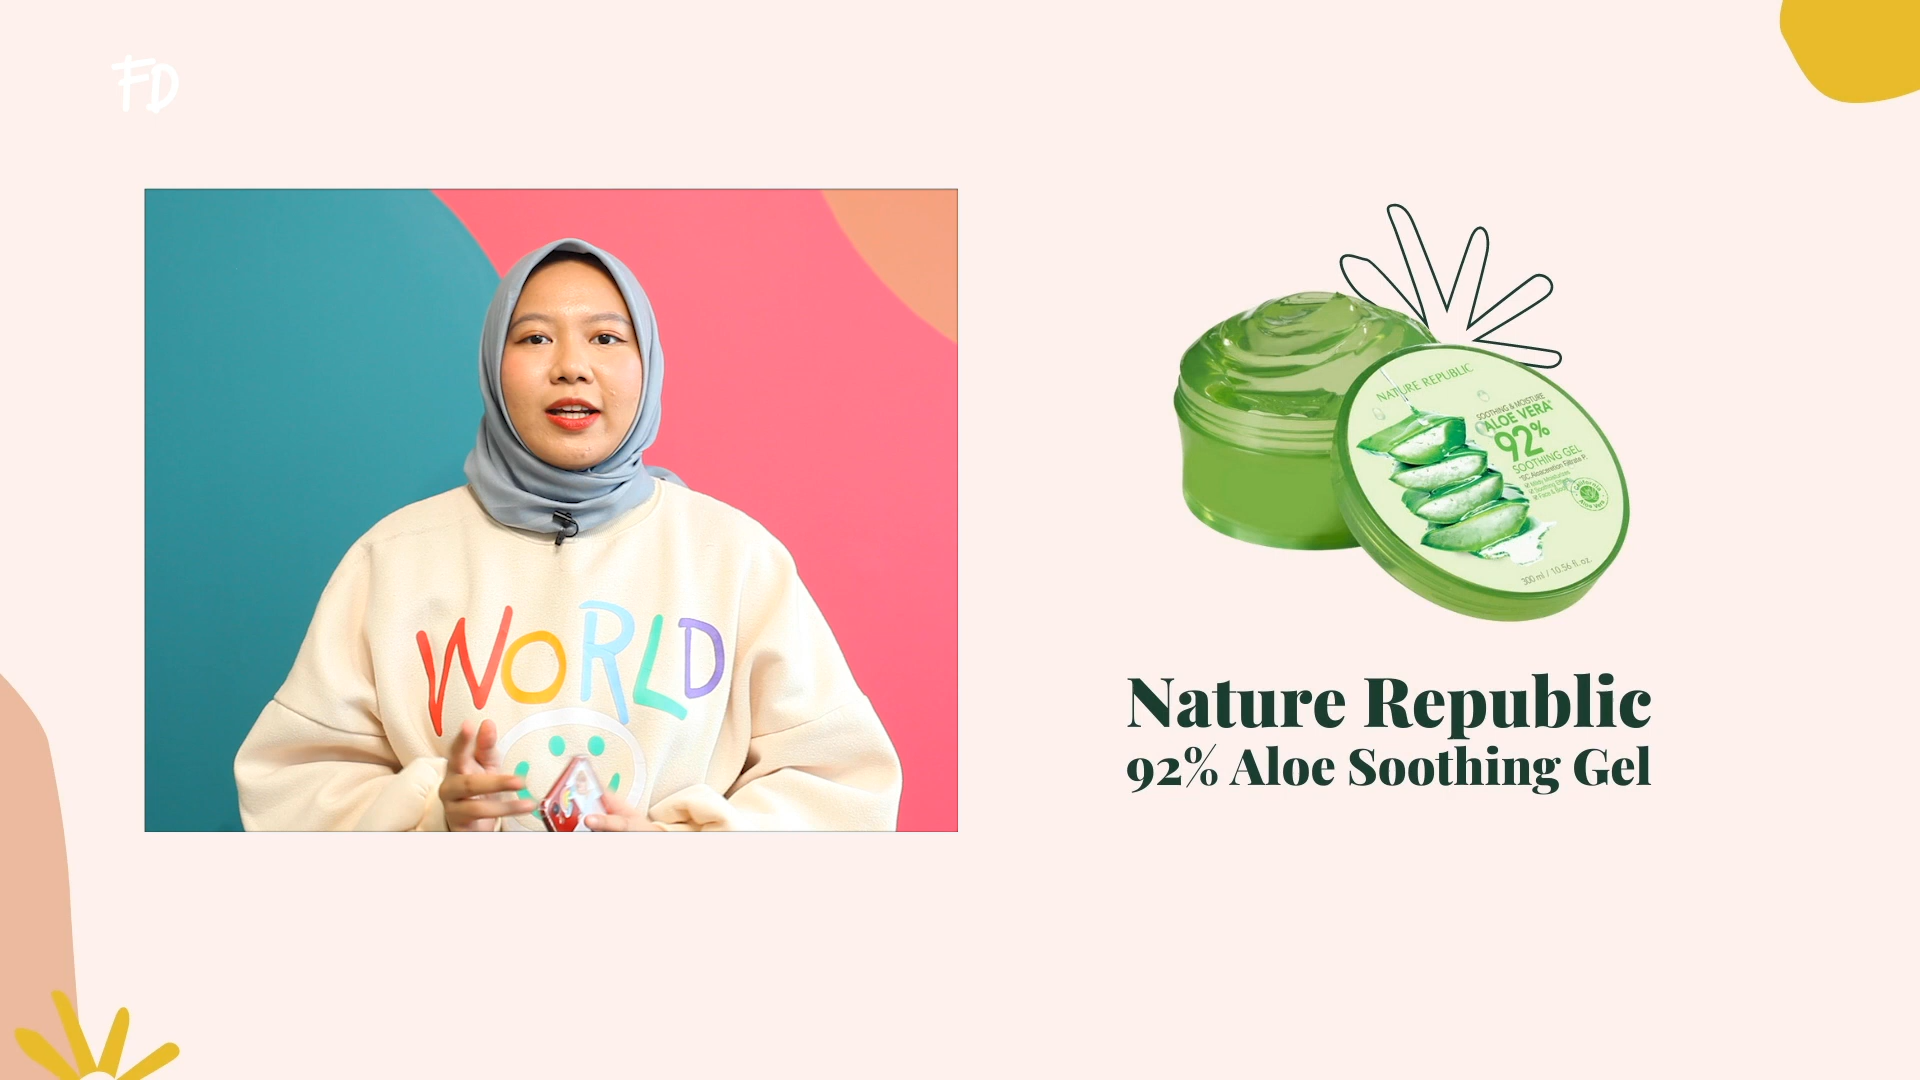 FD
WORLD
NATURE REPUBLIC
SOOTHING & MOISTURE
ALOE VERA
92%
SOOTHING GEL
300 ml / 10.56 fl. oz.
Nature Republic
92% Aloe Soothing Gel